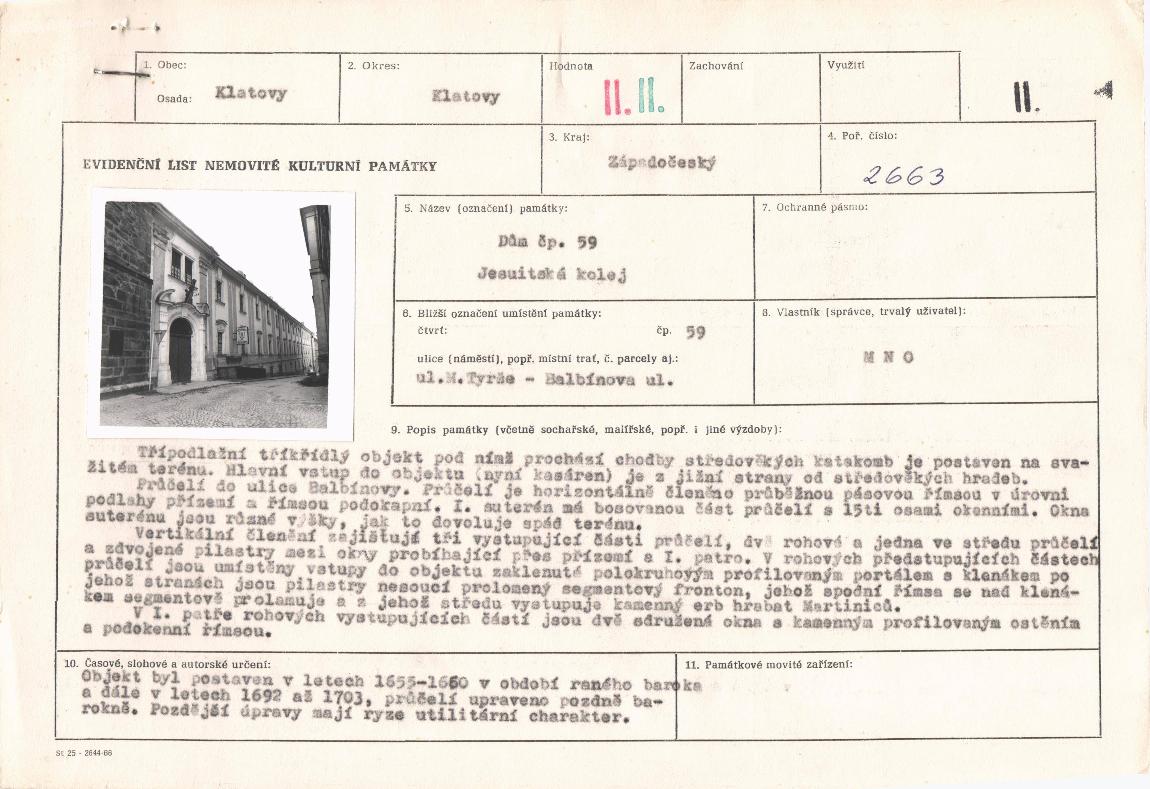 1. Obec:
Osada: Klatovy
2. Okres:
Klatovy
Hodnota
II. II.
Zachování
Využití
II.
EVIDENČNÍ LIST NEMOVITÉ KULTURNÍ PAMÁTKY
3. Kraj:
Západočeský
4. Poř. číslo:
2663
5. Název (označení) památky:
Dům čp. 59
Jesuitská kolej
7. Ochranné pásmo:
6. Bližší označení umístění památky:
čtvrť: čp. 59
ulice (náměstí), popř. místní trať, č. parcely aj.:
ul.M.Tyrše - Balbínova ul.
8. Vlastník (správce, trvalý uživatel):
M N O
9. Popis památky (včetně sochařské, malířské, popř. i jiné výzdoby):
Třípodlažní tříkřídlý objekt pod nímž prochází chodby středověkých katakomb je postaven na sva-
žitém terénu. Hlavní vstup do objektu (nyní kasáren) je z jižní strany od středověkých hradeb.
Průčelí do ulice Balbínovy. Průčelí je horizontálně členěno průběžnou pásovou římsou v úrovni
podlahy přízemí a římsou podokapní. I. suterén má bosovanou část průčelí s 15ti osami okenními. Okna
suterénu jsou různé výšky, jak to dovoluje spád terénu.
Vertikální členění zajištují tři vystupující části průčelí, dvě rohové a jedna ve středu průčelí
a zdvojené pilastry mezi okny probíhající přes přízemí a I. patro. V rohových předstupujících částech
průčelí jsou umístěny vstupy do objektu zaklenuté polokruhovým profilovaným portálem s klenákem po
jehož stranách jsou pilastry nesoucí prolomený segmentový fronton, jehož spodní římsa se nad klená-
kem segmentově prolamuje a z jehož středu vystupuje kamenný erb hrabat Martiniců.
V I. patře rohových vystupujících částí jsou dvě sdružená okna s kamenným profilovaným ostěním
a podokenní římsou.
10. Časové, slohové a autorské určení:
Objekt byl postaven v letech 1655-1660 v období raného baroka
a dále v letech 1692 až 1703, průčelí upraveno pozdně ba-
rokně. Pozdější úpravy mají ryze utilitární charakter.
11. Památkové movité zařízení:
St 25 - 2644-66